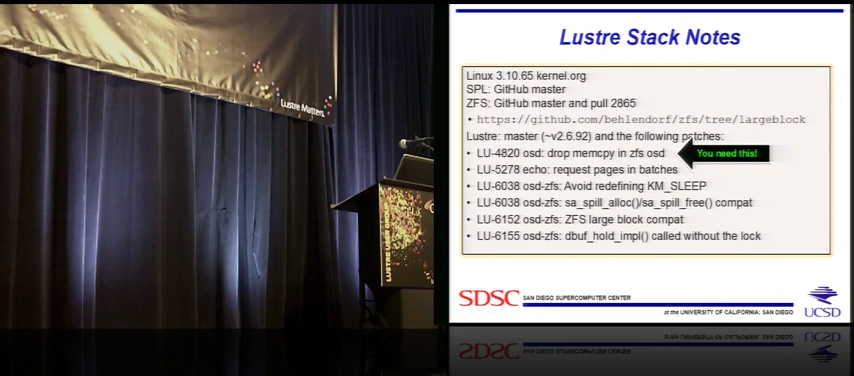 Lustre Matters.
LUSTRE USER GROUP
Lustre Stack Notes
Linux 3.10.65 kernel.org
SPL: GitHub master
ZFS: GitHub master and pull 2865
• https://github.com/behlendorf/zfs/tree/largeblock
Lustre: master (~v2.6.92) and the following patches:
• LU-4820 osd: drop memcpy in zfs osd
You need this!
• LU-5278 echo: request pages in batches
• LU-6038 osd-zfs: Avoid redefining KM_SLEEP
• LU-6038 osd-zfs: sa_spill_alloc()/sa_spill_free() compat
• LU-6152 osd-zfs: ZFS large block compat
• LU-6155 osd-zfs: dbuf_hold_impl() called without the lock
SDSC SAN DIEGO SUPERCOMPUTER CENTER
at the UNIVERSITY OF CALIFORNIA; SAN DIEGO
UCSD